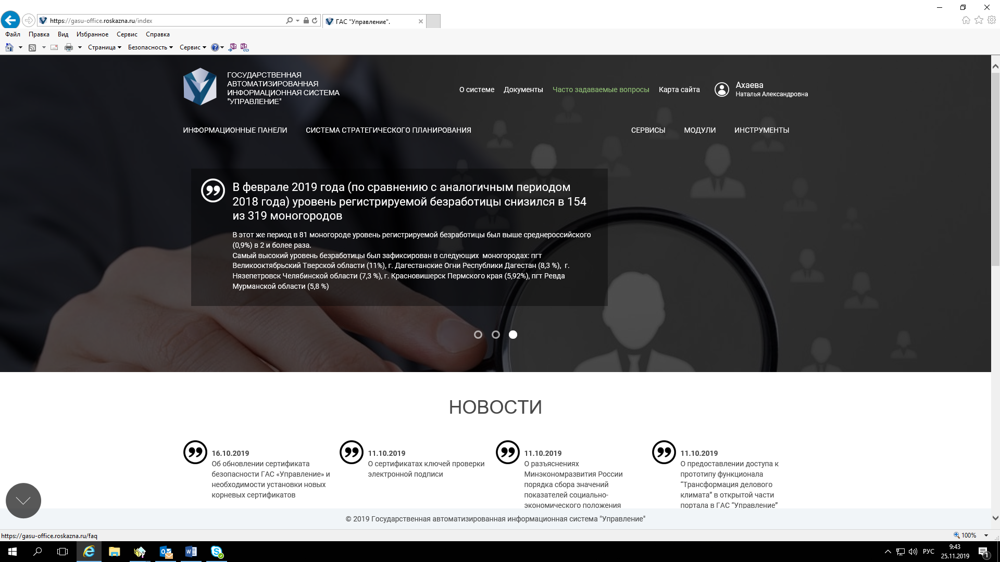 https://gasu-office.roskazna.ru/index
ГАС "Управление".
Файл Правка Вид Избранное Сервис Справка
Страница Безопасность Сервис
ГОСУДАРСТВЕННАЯ
АВТОМАТИЗИРОВАННАЯ
ИНФОРМАЦИОННАЯ СИСТЕМА
"УПРАВЛЕНИЕ"
О системе Документы Часто задаваемые вопросы Карта сайта
Ахаева
Наталья Александровна
ИНФОРМАЦИОННЫЕ ПАНЕЛИ СИСТЕМА СТРАТЕГИЧЕСКОГО ПЛАНИРОВАНИЯ СЕРВИСЫ МОДУЛИ ИНСТРУМЕНТЫ
В феврале 2019 года (по сравнению с аналогичным периодом
2018 года) уровень регистрируемой безработицы снизился в 154
из 319 моногородов
В этот же период в 81 моногороде уровень регистрируемой безработицы был выше среднероссийского
(0,9%) в 2 и более раза.
Самый высокий уровень безработицы был зафиксирован в следующих моногородах: пгт
Великооктябрьский Тверской области (11%), г. Дагестанские Огни Республики Дагестан (8,3 %), г.
Нязепетровск Челябинской области (7,3 %), г. Красновишерск Пермского края (5,92%), пгт Ревда
Мурманской области (5,8 %)
НОВОСТИ
16.10.2019
Об обновлении сертификата
безопасности ГАС «Управление» и
необходимости установки новых
корневых сертификатов
11.10.2019
О сертификатах ключей проверки
электронной подписи
11.10.2019
О разъяснениях
Минэкономразвития России
порядка сбора значений
показателей социально-
экономического положения
11.10.2019
О предоставлении доступа к
прототипу функционала
“Трансформация делового
климата” в открытой части
портала в ГАС “Управление”
© 2019 Государственная автоматизированная информационная система "Управление"
https://gasu-office.roskazna.ru/faq
100%
РУС
9:43
25.11.2019
1